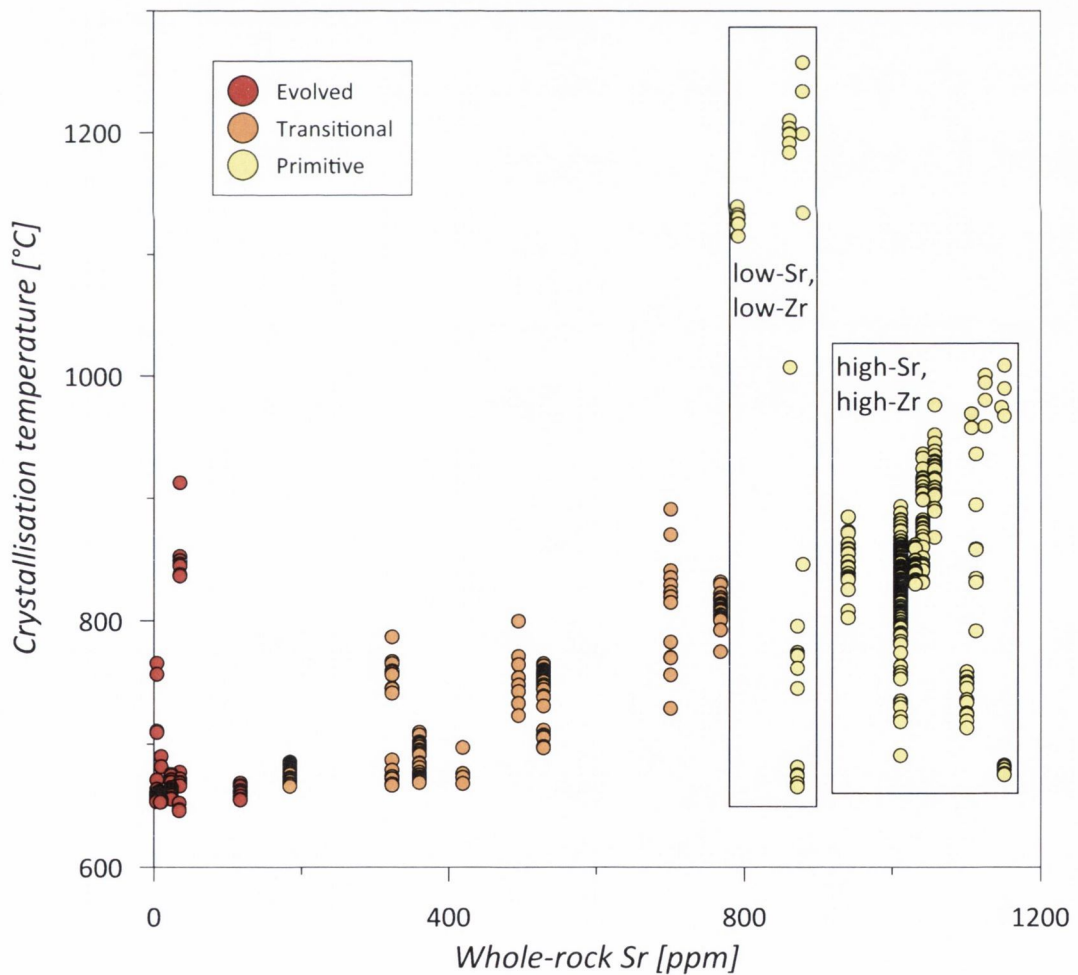 Evolved
Transitional
Primitive
1200
1000
800
600
low-Sr,
low-Zr
high-Sr,
high-Zr
0
400
800
1200
Crystallisation temperature [°C]
Whole-rock Sr [ppm]